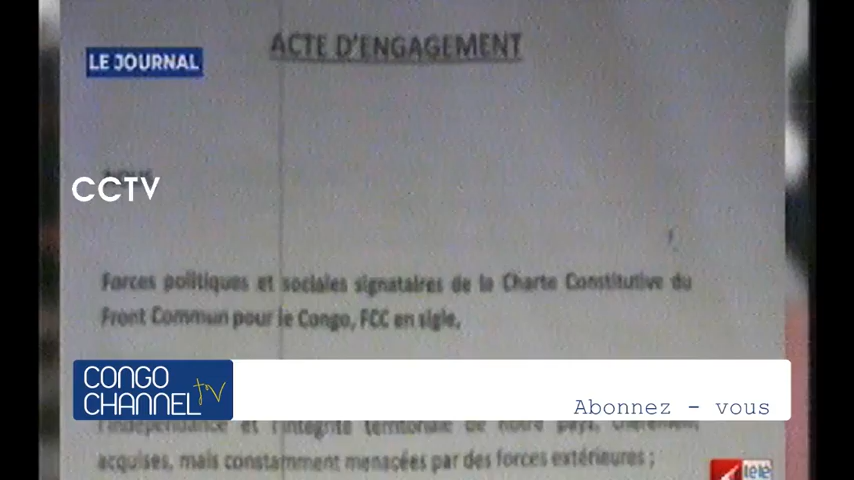 ACTE D'ENGAGEMENT
LE JOURNAL
CCTV
Forces politiques et sociales signataires de la Charte Constitutive du
Front Commun pour le Congo, FCC en sigle,
CONGO
CHANNEL tv
Abonnez - vous
l'indépendance et l'intégrité territoriale de notre pays, chèrement
acquises, mais constamment menacées par des forces extérieures ;
télé